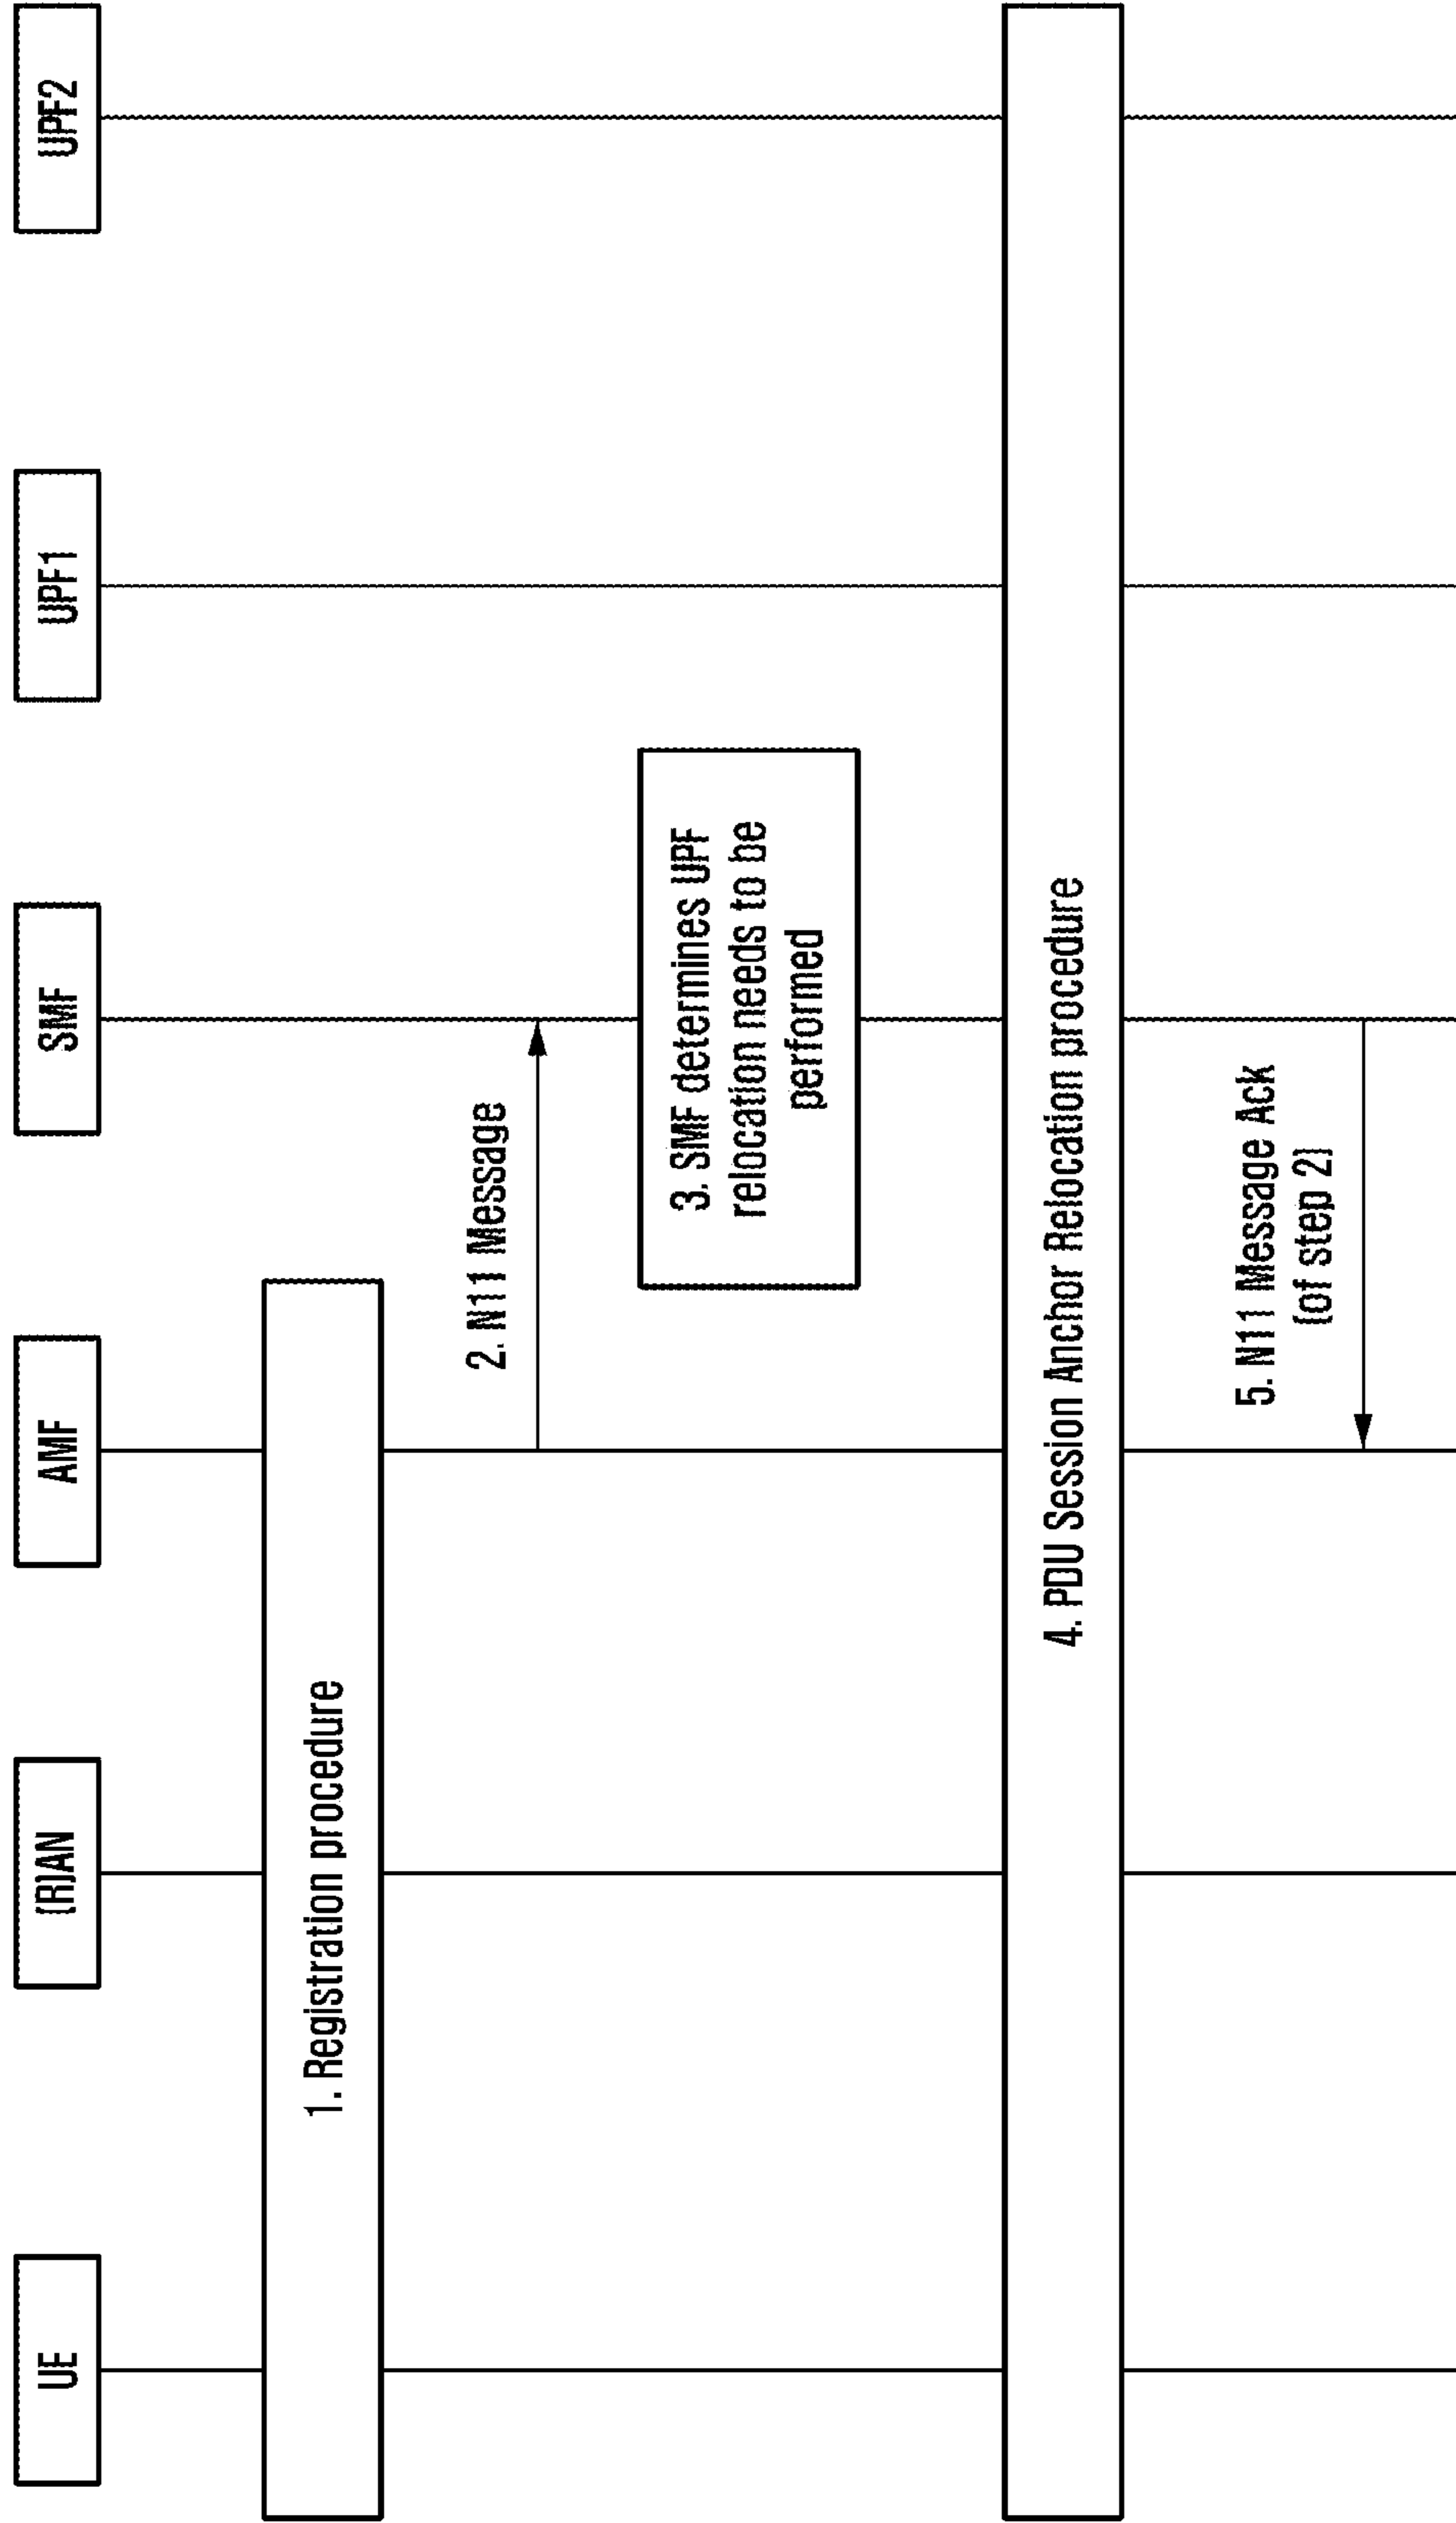 UE
(R)AN
AMF
SMF
UPF1
UPF2
1. Registration procedure
2. N11 Message
3. SMF determines UPF
relocation needs to be
performed
4. PDU Session Anchor Relocation procedure
5. N11 Message Ack
(of step 2)